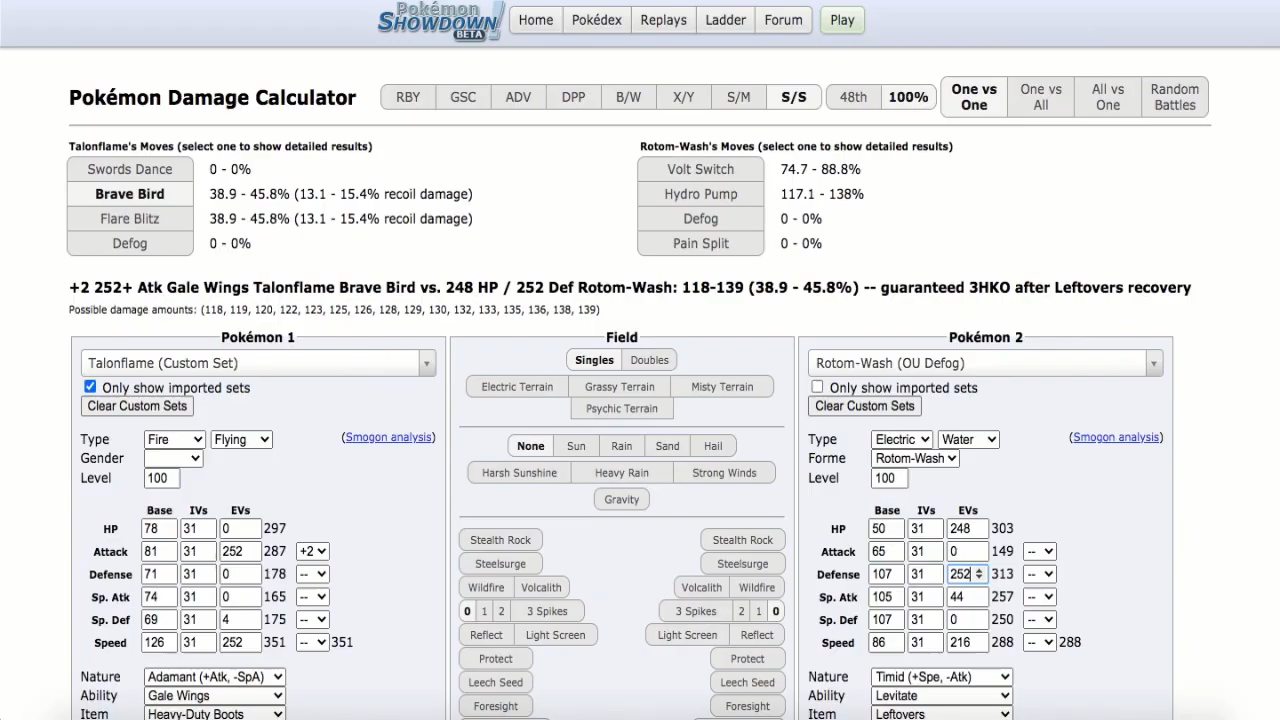 Pokémon SHOWDOWN! BETA
Home Pokédex Replays Ladder Forum Play
Pokémon Damage Calculator
RBY GSC ADV DPP B/W X/Y S/M S/S 48th 100% One vs One One vs All All vs One Random Battles
Talonflame's Moves (select one to show detailed results)
Swords Dance 0 - 0%
Brave Bird 38.9 - 45.8% (13.1 - 15.4% recoil damage)
Flare Blitz 38.9 - 45.8% (13.1 - 15.4% recoil damage)
Defog 0 - 0%
Rotom-Wash's Moves (select one to show detailed results)
Volt Switch 74.7 - 88.8%
Hydro Pump 117.1 - 138%
Defog 0 - 0%
Pain Split 0 - 0%
+2 252+ Atk Gale Wings Talonflame Brave Bird vs. 248 HP / 252 Def Rotom-Wash: 118-139 (38.9 - 45.8%) -- guaranteed 3HKO after Leftovers recovery
Possible damage amounts: (118, 119, 120, 122, 123, 125, 126, 128, 129, 130, 132, 133, 135, 136, 138, 139)
Pokémon 1
Talonflame (Custom Set)
Only show imported sets
Clear Custom Sets
Type Fire Flying (Smogon analysis)
Gender
Level 100
Base IVs EVs
HP 78 31 0 297
Attack 81 31 252 287 +2
Defense 71 31 0 178 --
Sp. Atk 74 31 0 165 --
Sp. Def 69 31 4 175 --
Speed 126 31 252 351 -- 351
Nature Adamant (+Atk, -SpA)
Ability Gale Wings
Item Heavy-Duty Boots
Field
Singles Doubles
Electric Terrain Grassy Terrain Misty Terrain
Psychic Terrain
None Sun Rain Sand Hail
Harsh Sunshine Heavy Rain Strong Winds
Gravity
Stealth Rock Stealth Rock
Steelsurge Steelsurge
Wildfire Volcalith Volcalith Wildfire
0 1 2 3 Spikes 3 Spikes 2 1 0
Reflect Light Screen Light Screen Reflect
Protect Protect
Leech Seed Leech Seed
Foresight Foresight
Pokémon 2
Rotom-Wash (OU Defog)
Only show imported sets
Clear Custom Sets
Type Electric Water (Smogon analysis)
Forme Rotom-Wash
Level 100
Base IVs EVs
HP 50 31 248 303
Attack 65 31 0 149 --
Defense 107 31 252 313 --
Sp. Atk 105 31 44 257 --
Sp. Def 107 31 0 250 --
Speed 86 31 216 288 -- 288
Nature Timid (+Spe, -Atk)
Ability Levitate
Item Leftovers